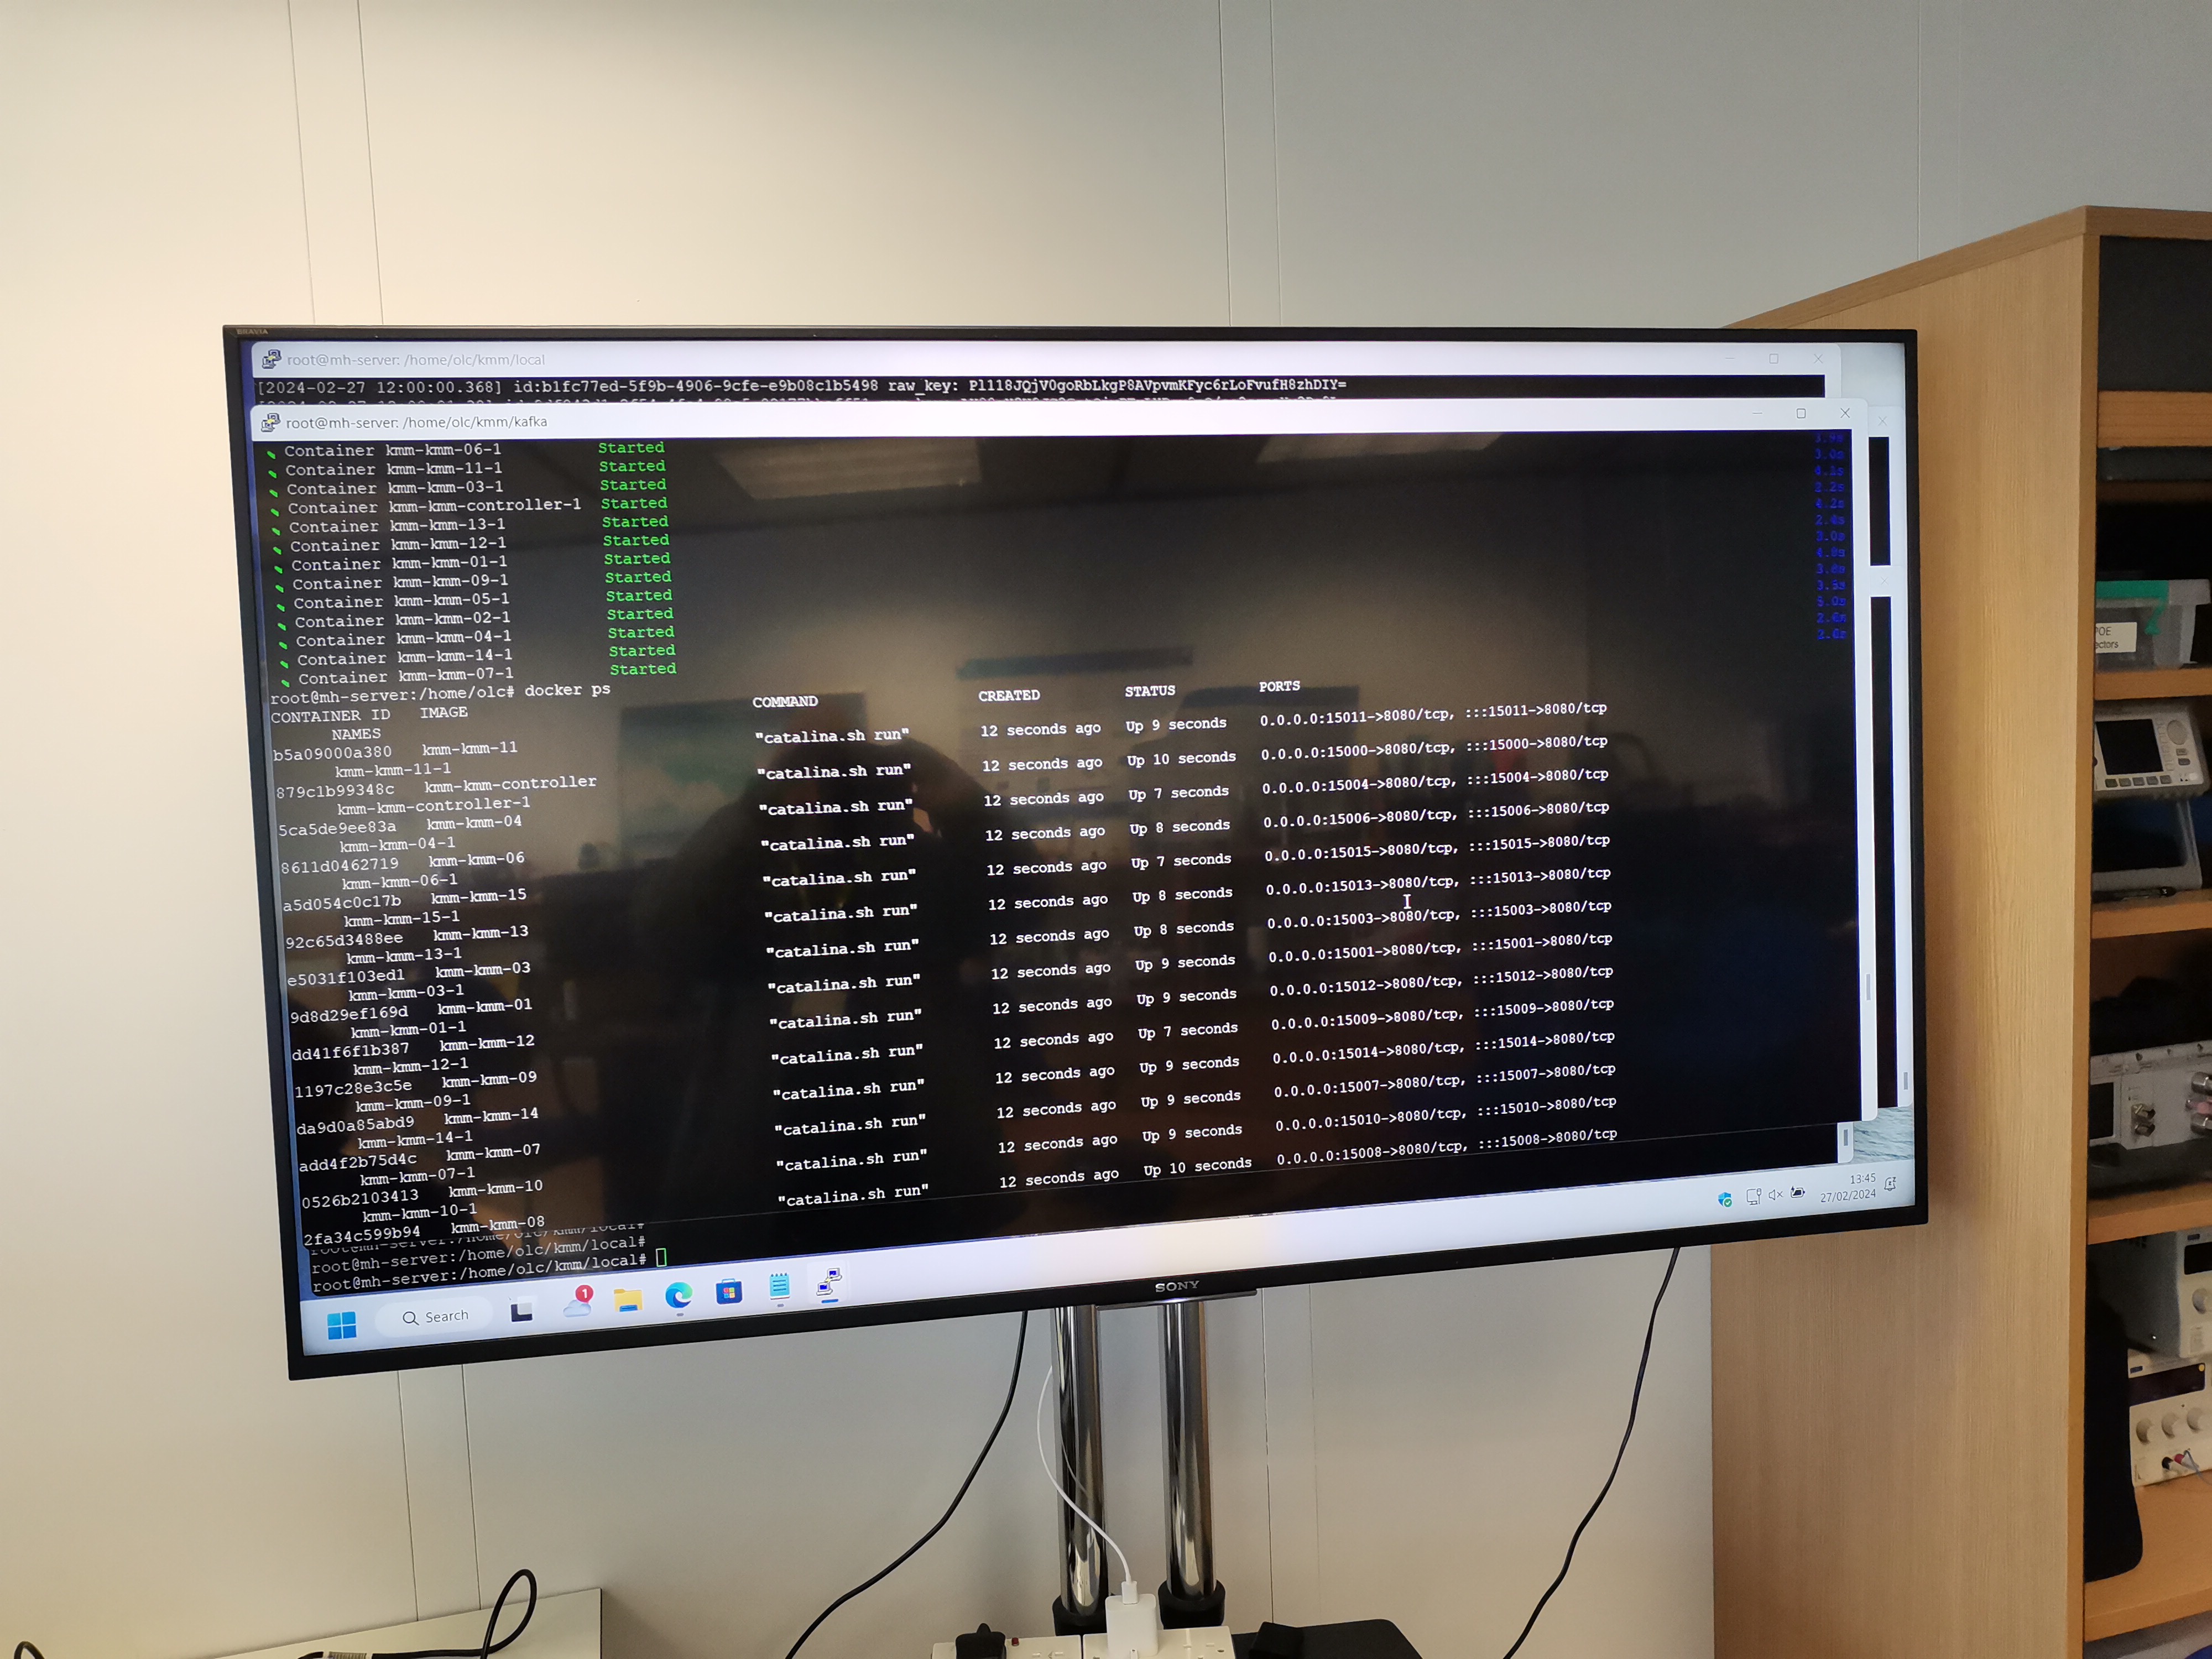 BRAVIA
root@mh-server: /home/olc/kmm/local
[2024-02-27 12:00:00.368] id:b1fc77ed-5f9b-4906-9cfe-e9b08c1b5498 raw_key: Pl118JQjV0goRbLkgP8AVpvmKFyc6rLoFvufH8zhDIY=
root@mh-server: /home/olc/kmm/kafka
Container kmm-kmm-06-1 Started
Container kmm-kmm-11-1 Started 3.0s
Container kmm-kmm-03-1 Started
Container kmm-kmm-controller-1 Started 2.2s
Container kmm-kmm-13-1 Started 4.2s
Container kmm-kmm-12-1 Started
Container kmm-kmm-01-1 Started 3.0s
Container kmm-kmm-09-1 Started
Container kmm-kmm-05-1 Started
Container kmm-kmm-02-1 Started
Container kmm-kmm-04-1 Started
Container kmm-kmm-14-1 Started
Container kmm-kmm-07-1 Started
root@mh-server:/home/olc# docker ps
CONTAINER ID IMAGE COMMAND CREATED STATUS PORTS
NAMES
b5a09000a380 kmm-kmm-11 "catalina.sh run" 12 seconds ago Up 9 seconds 0.0.0.0:15011->8080/tcp, :::15011->8080/tcp
kmm-kmm-11-1
879c1b99348c kmm-kmm-controller "catalina.sh run" 12 seconds ago Up 10 seconds 0.0.0.0:15000->8080/tcp, :::15000->8080/tcp
kmm-kmm-controller-1
5ca5de9ee83a kmm-kmm-04 "catalina.sh run" 12 seconds ago Up 7 seconds 0.0.0.0:15004->8080/tcp, :::15004->8080/tcp
kmm-kmm-04-1
8611d0462719 kmm-kmm-06 "catalina.sh run" 12 seconds ago Up 8 seconds 0.0.0.0:15006->8080/tcp, :::15006->8080/tcp
kmm-kmm-06-1
a5d054c0c17b kmm-kmm-15 "catalina.sh run" 12 seconds ago Up 7 seconds 0.0.0.0:15015->8080/tcp, :::15015->8080/tcp
kmm-kmm-15-1
92c65d3488ee kmm-kmm-13 "catalina.sh run" 12 seconds ago Up 8 seconds 0.0.0.0:15013->8080/tcp, :::15013->8080/tcp
kmm-kmm-13-1
e5031f103ed1 kmm-kmm-03 "catalina.sh run" 12 seconds ago Up 8 seconds 0.0.0.0:15003->8080/tcp, :::15003->8080/tcp
kmm-kmm-03-1
9d8d29ef169d kmm-kmm-01 "catalina.sh run" 12 seconds ago Up 9 seconds 0.0.0.0:15001->8080/tcp, :::15001->8080/tcp
kmm-kmm-01-1
dd41f6f1b387 kmm-kmm-12 "catalina.sh run" 12 seconds ago Up 9 seconds 0.0.0.0:15012->8080/tcp, :::15012->8080/tcp
kmm-kmm-12-1
1197c28e3c5e kmm-kmm-09 "catalina.sh run" 12 seconds ago Up 7 seconds 0.0.0.0:15009->8080/tcp, :::15009->8080/tcp
kmm-kmm-09-1
da9d0a85abd9 kmm-kmm-14 "catalina.sh run" 12 seconds ago Up 9 seconds 0.0.0.0:15014->8080/tcp, :::15014->8080/tcp
kmm-kmm-14-1
add4f2b75d4c kmm-kmm-07 "catalina.sh run" 12 seconds ago Up 9 seconds 0.0.0.0:15007->8080/tcp, :::15007->8080/tcp
kmm-kmm-07-1
0526b2103413 kmm-kmm-10 "catalina.sh run" 12 seconds ago Up 9 seconds 0.0.0.0:15010->8080/tcp, :::15010->8080/tcp
kmm-kmm-10-1
2fa34c599b94 kmm-kmm-08 "catalina.sh run" 12 seconds ago Up 10 seconds 0.0.0.0:15008->8080/tcp, :::15008->8080/tcp
root@mh-server:/home/olc/kmm/local#
root@mh-server:/home/olc/kmm/local#
root@mh-server:/home/olc/kmm/local#
Search
1
13:45
27/02/2024
SONY